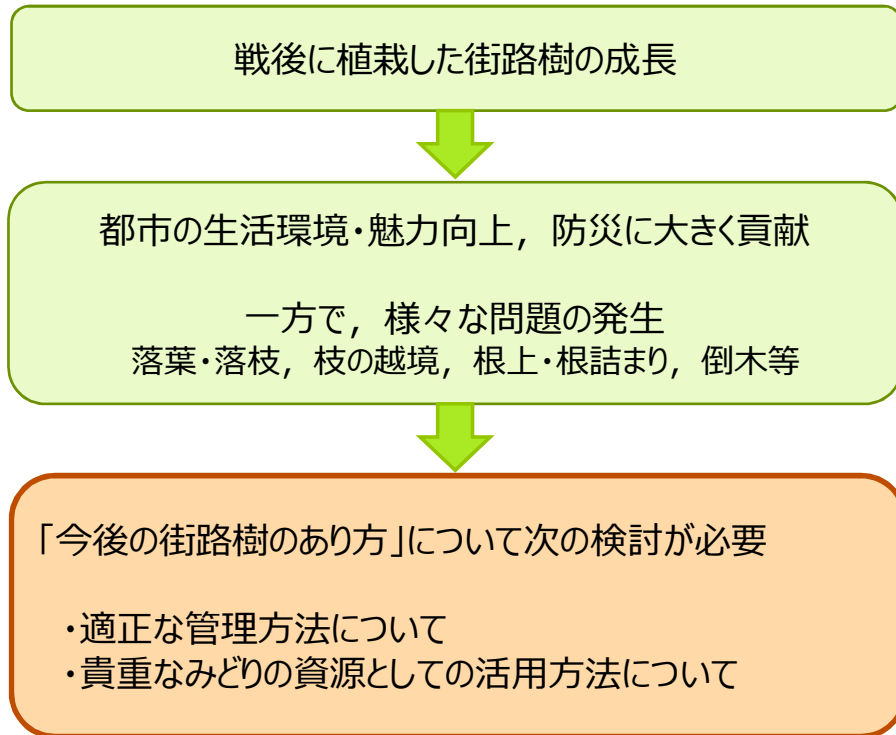 戦後に植栽した街路樹の成長
都市の生活環境・魅力向上，防災に大きく貢献
一方で，様々な問題の発生
落葉・落枝，枝の越境，根上・根詰まり，倒木等
「今後の街路樹のあり方」について次の検討が必要
・適正な管理方法について
・貴重なみどりの資源としての活用方法について